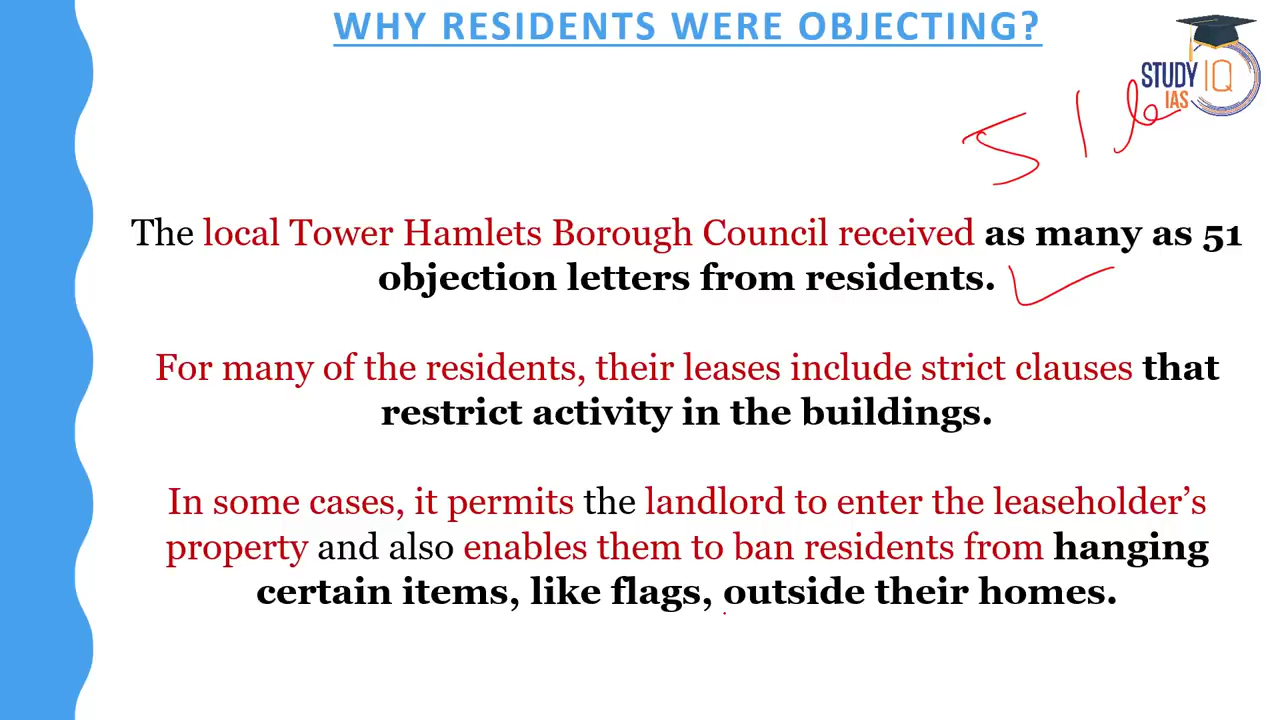 WHY RESIDENTS WERE OBJECTING?
STUDY IQ
IAS
51
The local Tower Hamlets Borough Council received as many as 51
objection letters from residents.
For many of the residents, their leases include strict clauses that
restrict activity in the buildings.
In some cases, it permits the landlord to enter the leaseholder’s
property and also enables them to ban residents from hanging
certain items, like flags, outside their homes.